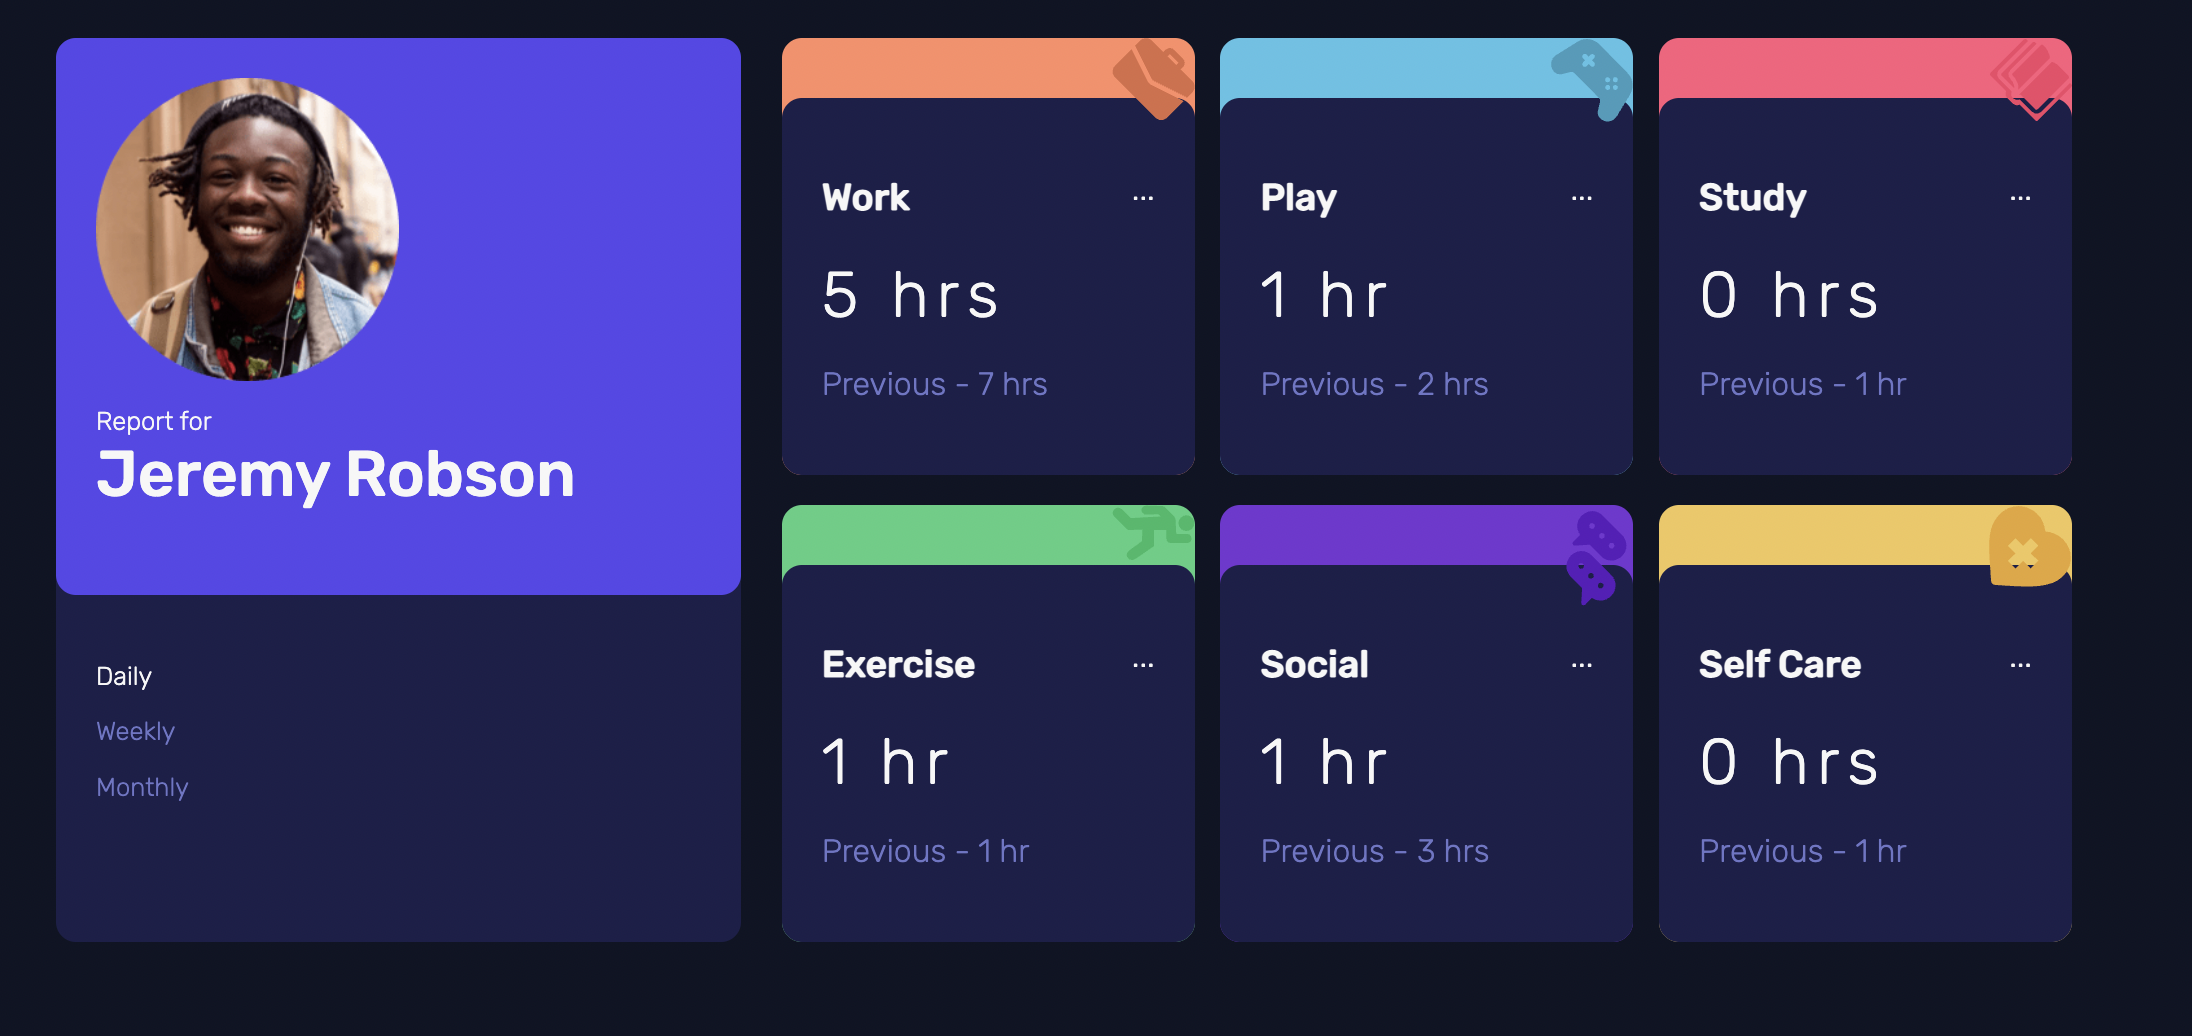 Report for
Jeremy Robson
Daily
Weekly
Monthly
Work ...
5 hrs
Previous - 7 hrs
Play ...
1 hr
Previous - 2 hrs
Study ...
0 hrs
Previous - 1 hr
Exercise ...
1 hr
Previous - 1 hr
Social ...
1 hr
Previous - 3 hrs
Self Care ...
0 hrs
Previous - 1 hr